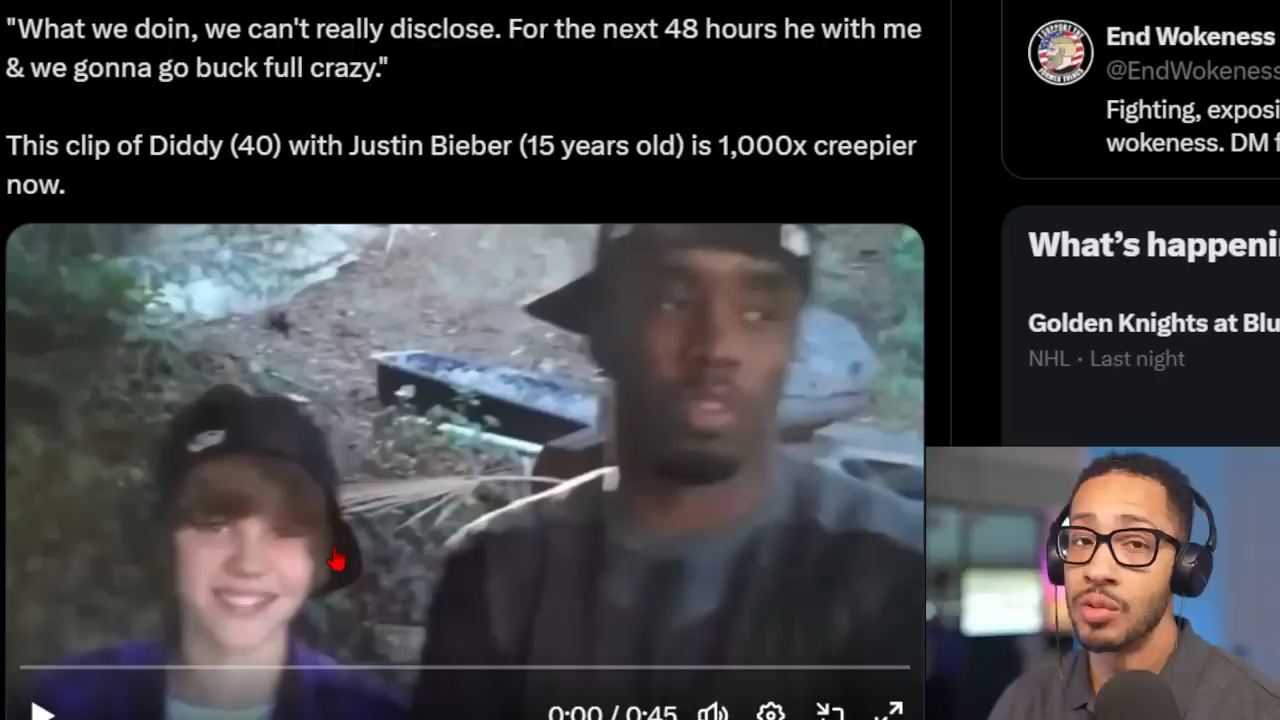 "What we doin, we can't really disclose. For the next 48 hours he with me
& we gonna go buck full crazy."
This clip of Diddy (40) with Justin Bieber (15 years old) is 1,000x creepier
now.
0:00 / 0:45
End Wokeness
@EndWokeness
Fighting, exposi
wokeness. DM f
What's happeni
Golden Knights at Blu
NHL · Last night